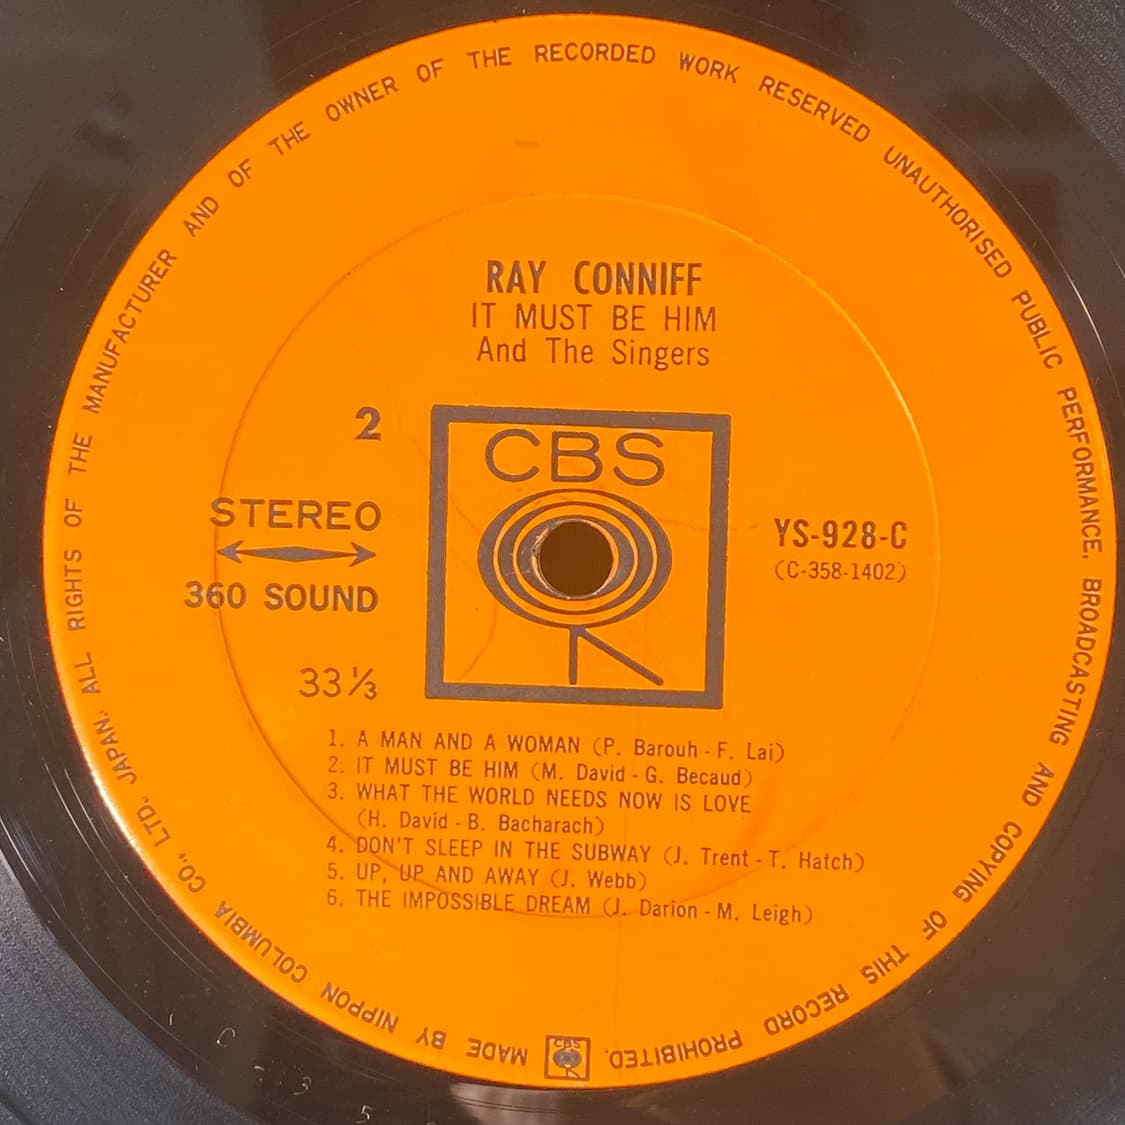 RAY CONNIFF
IT MUST BE HIM
And The Singers
2
CBS
STEREO
360 SOUND
YS-928-C
(C-358-1402)
33⅓
1. A MAN AND A WOMAN (P. Barouh - F. Lai)
2. IT MUST BE HIM (M. David - G. Becaud)
3. WHAT THE WORLD NEEDS NOW IS LOVE
(H. David - B. Bacharach)
4. DON'T SLEEP IN THE SUBWAY (J. Trent - T. Hatch)
5. UP, UP AND AWAY (J. Webb)
6. THE IMPOSSIBLE DREAM (J. Darion - M. Leigh)
MADE BY NIPPON COLUMBIA CO., LTD. JAPAN. ALL RIGHTS OF THE MANUFACTURER AND OF THE OWNER OF THE RECORDED WORK RESERVED UNAUTHORISED PUBLIC PERFORMANCE, BROADCASTING AND COPYING OF THIS RECORD PROHIBITED.
CBS